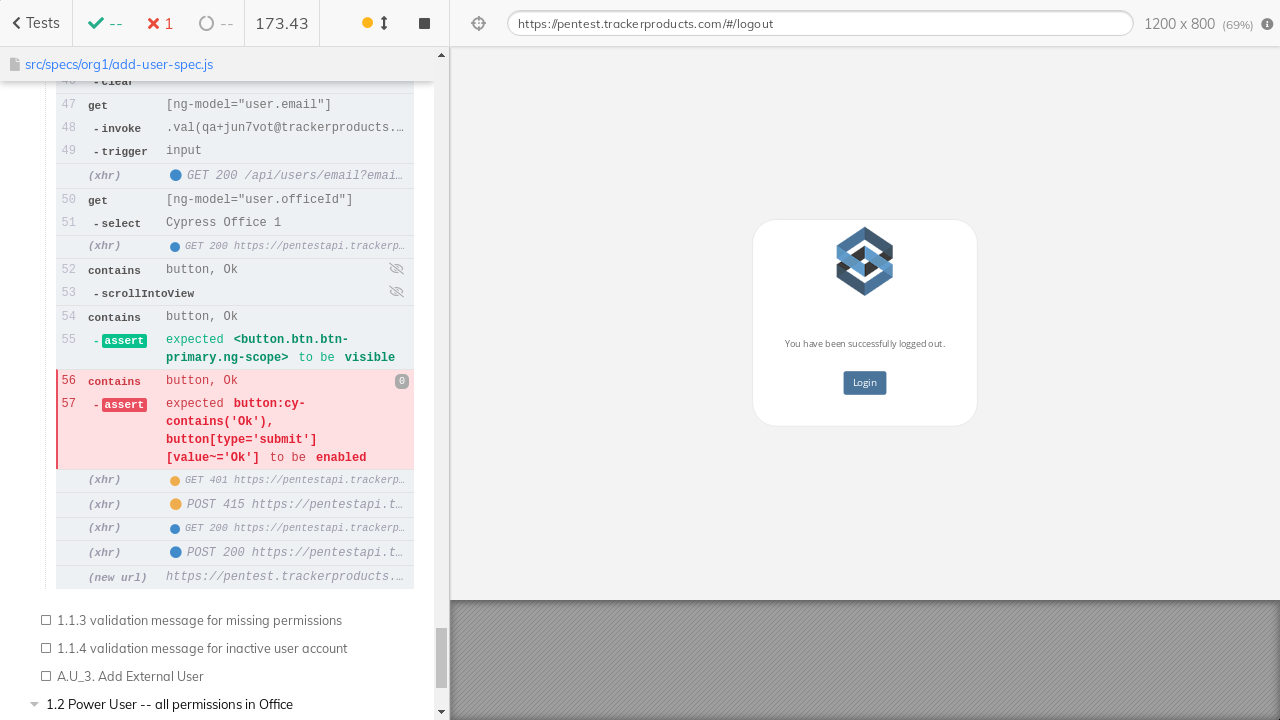 Tests
--
1
--
173.43
https://pentest.trackerproducts.com/#/logout
1200 x 800 (69%)
src/specs/org1/add-user-spec.js
46 - clear
47 get [ng-model="user.email"]
48 - invoke .val(qa+jun7vot@trackerproducts.…
49 - trigger input
(xhr) GET 200 /api/users/email?emai…
50 get [ng-model="user.officeId"]
51 - select Cypress Office 1
(xhr) GET 200 https://pentestapi.trackerp…
52 contains button, Ok
53 - scrollIntoView
54 contains button, Ok
55 - assert expected <button.btn.btn-
primary.ng-scope> to be visible
56 contains button, Ok 0
57 - assert expected button:cy-
contains('Ok'),
button[type='submit']
[value~='Ok'] to be enabled
(xhr) GET 401 https://pentestapi.trackerp…
(xhr) POST 415 https://pentestapi.t…
(xhr) GET 200 https://pentestapi.trackerp…
(xhr) POST 200 https://pentestapi.t…
(new url) https://pentest.trackerproducts.…
1.1.3 validation message for missing permissions
1.1.4 validation message for inactive user account
A.U_3. Add External User
1.2 Power User -- all permissions in Office
You have been successfully logged out.
Login